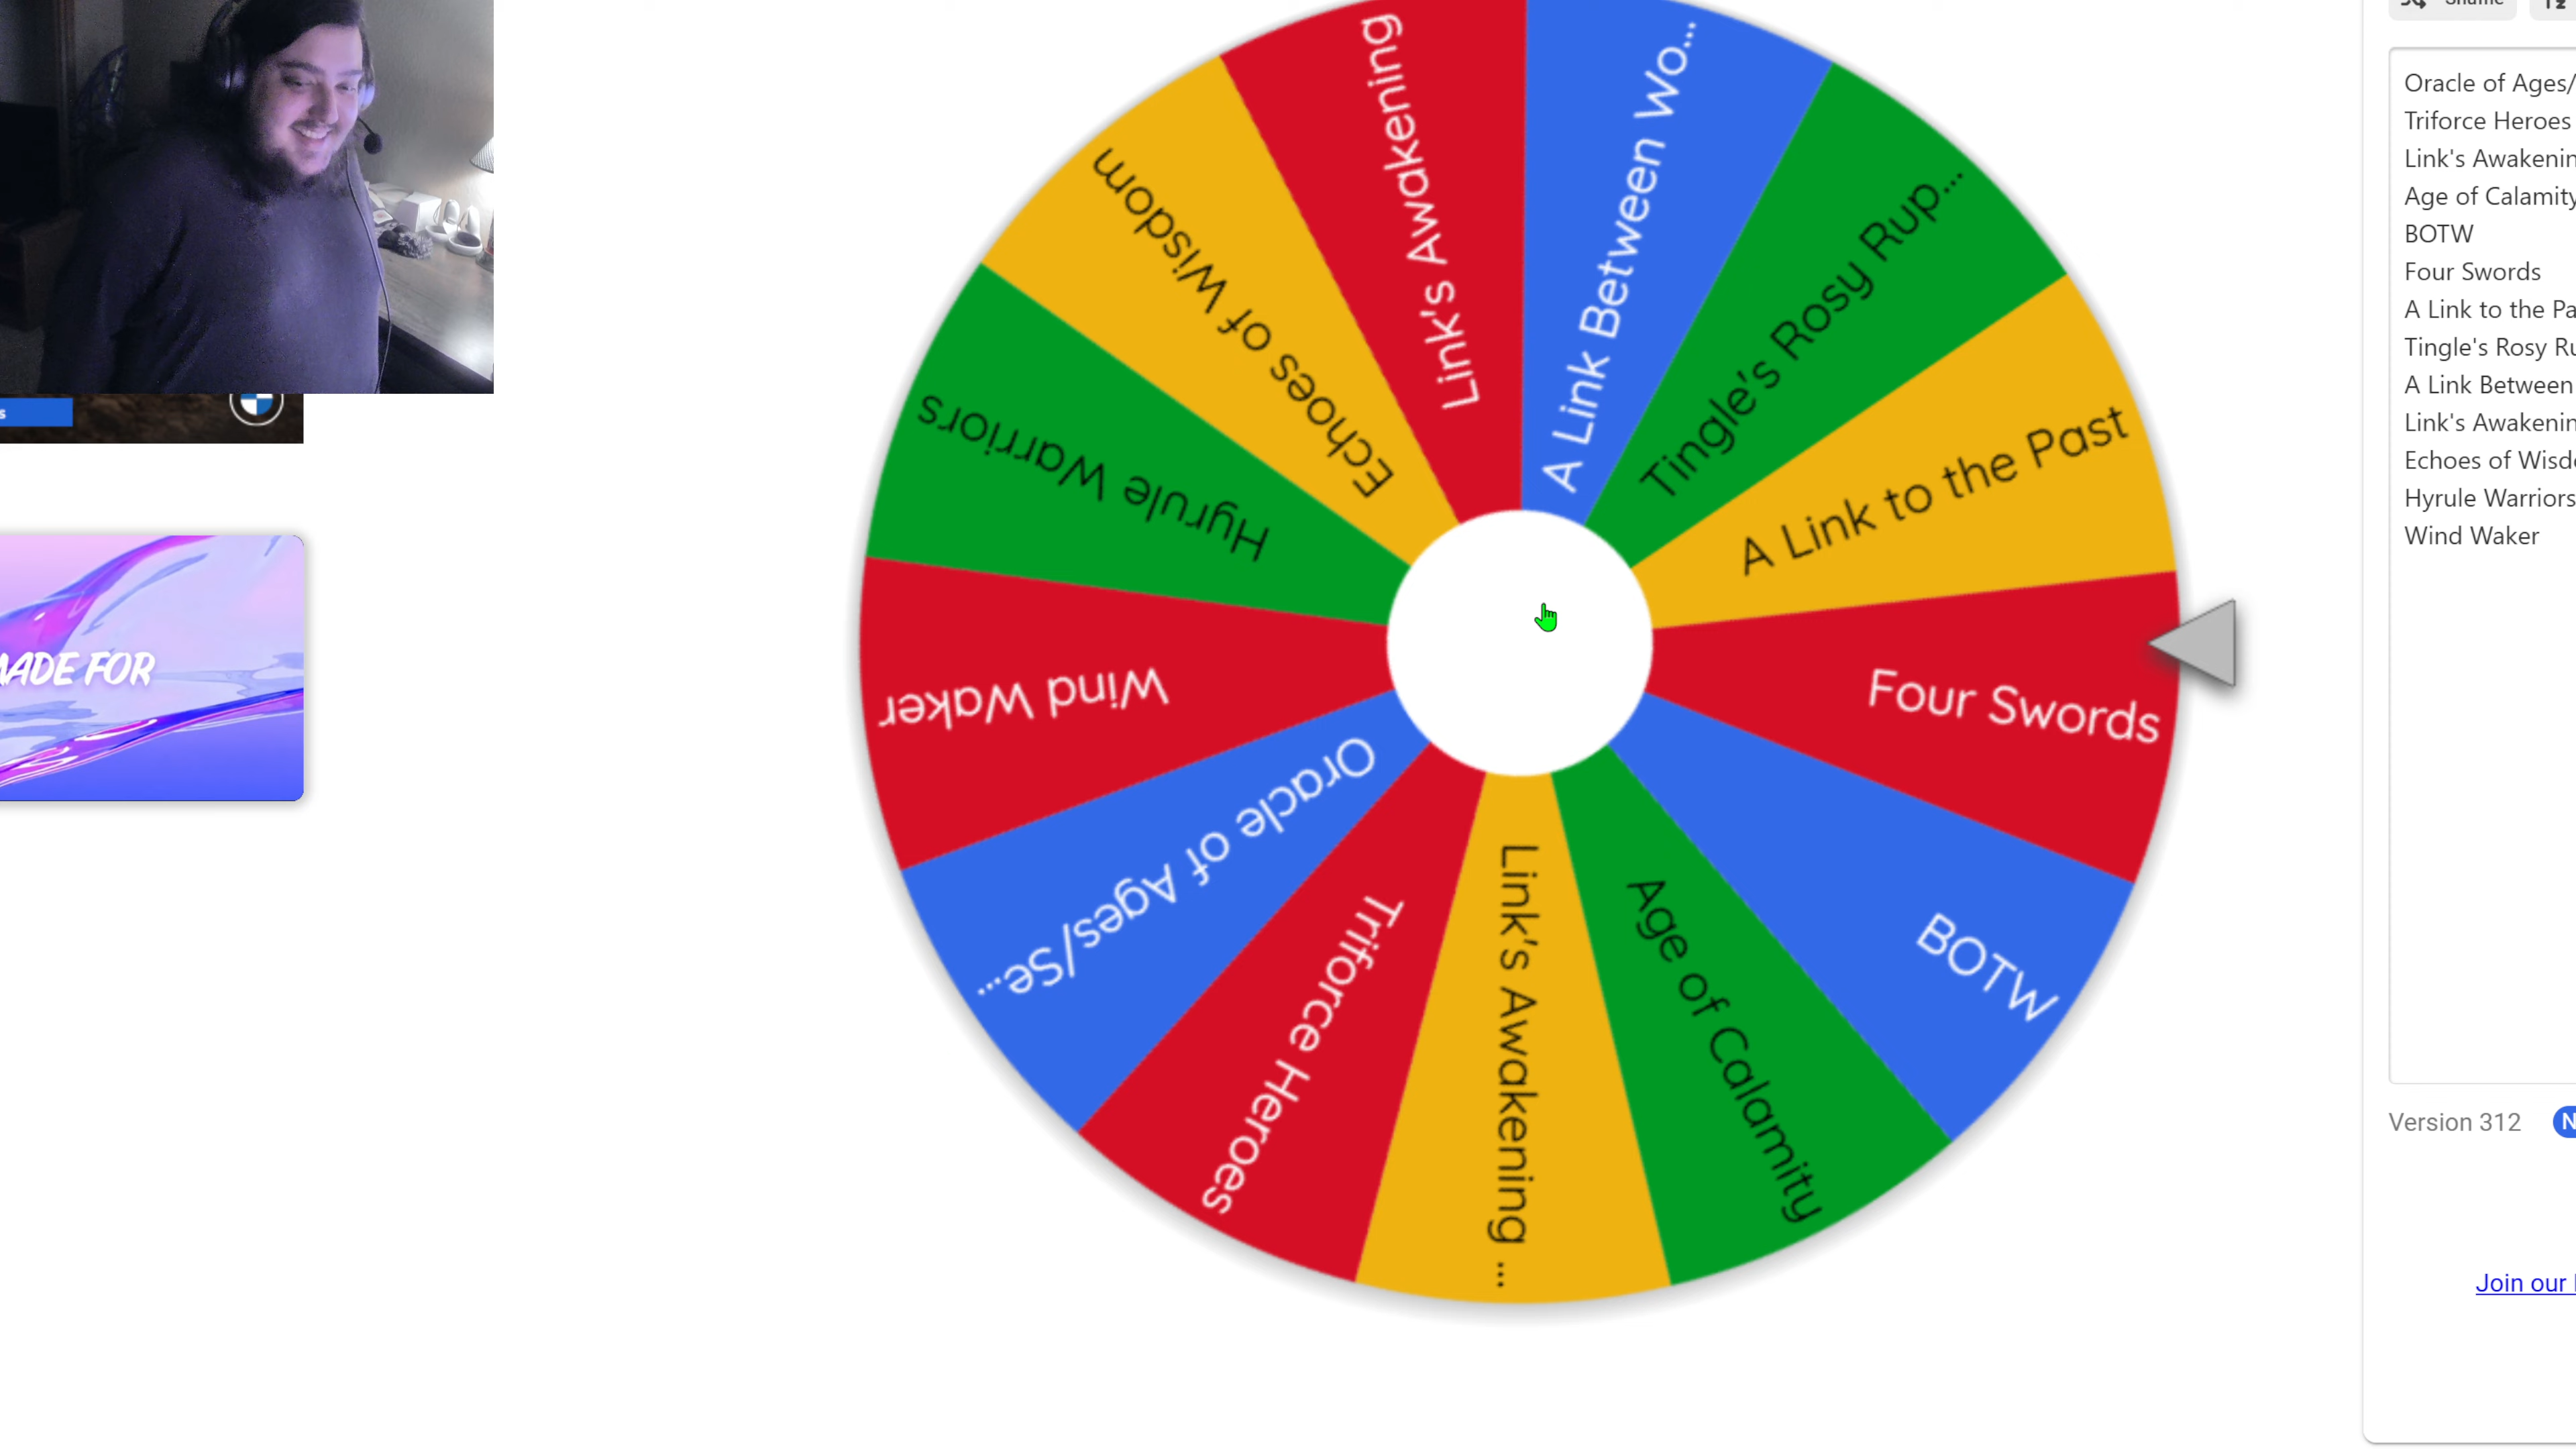 Link's Awakening
A Link Between Wo...
Tingle's Rosy Rup...
A Link to the Past
Four Swords
BOTW
Age of Calamity
Link's Awakening ...
Triforce Heroes
Oracle of Ages/Se...
Wind Waker
Hyrule Warriors
Echoes of Wisdom
MADE FOR
Shuffle
Oracle of Ages/
Triforce Heroes
Link's Awakenin
Age of Calamity
BOTW
Four Swords
A Link to the Pa
Tingle's Rosy Ru
A Link Between
Link's Awakenin
Echoes of Wisd
Hyrule Warriors
Wind Waker
Version 312
Join our